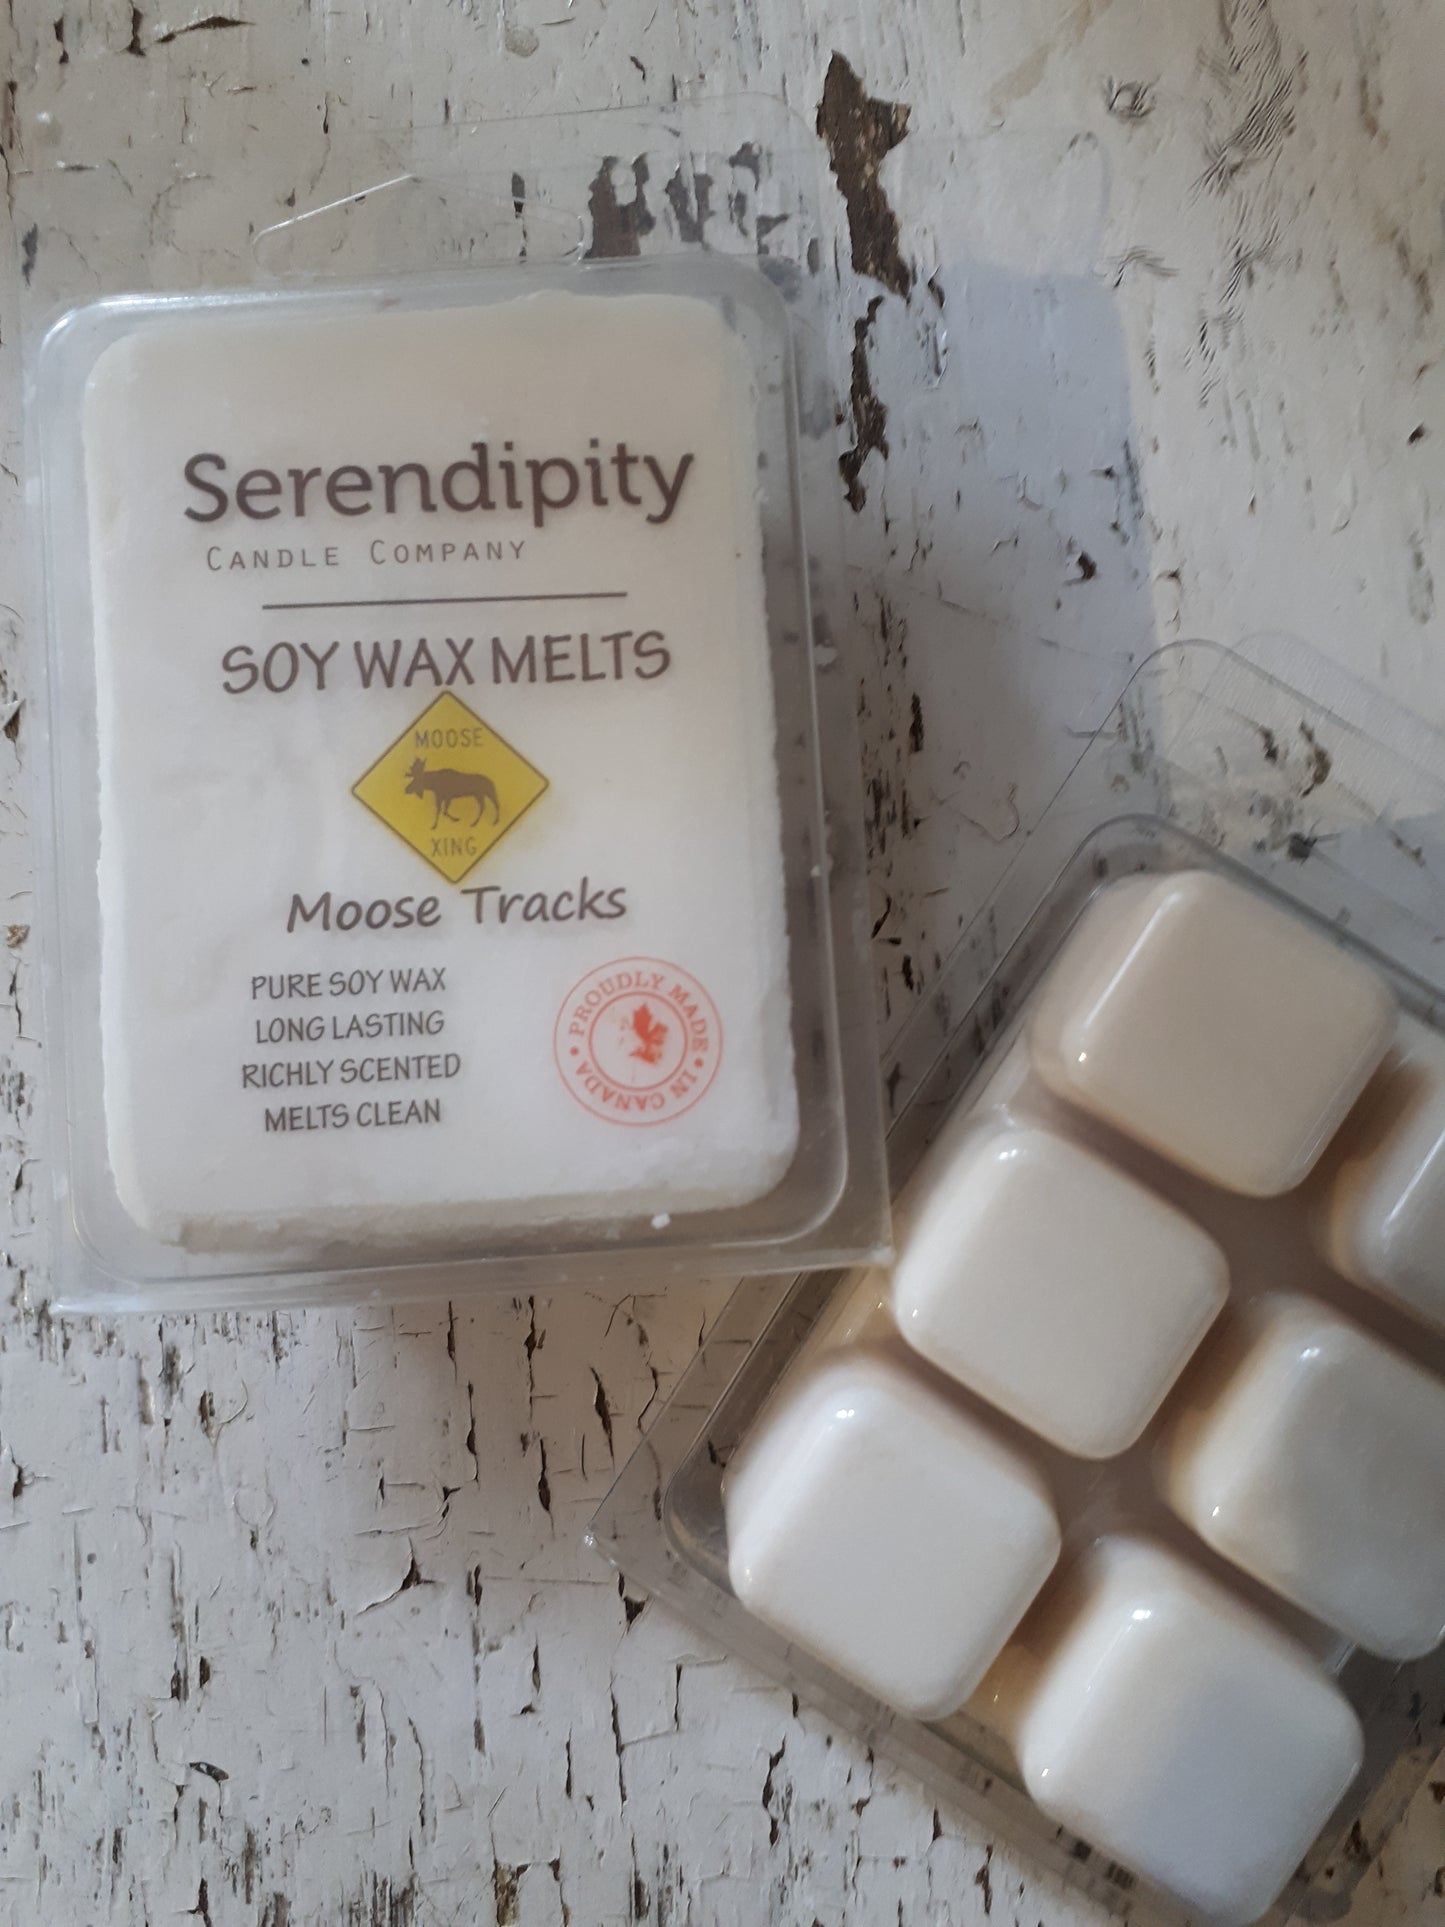 Serendipity
CANDLE COMPANY
SOY WAX MELTS
MOOSE
XING
Moose Tracks
PURE SOY WAX
LONG LASTING
RICHLY SCENTED
MELTS CLEAN
• PROUDLY MADE • IN CANADA